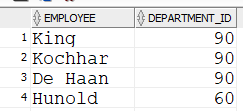 EMPLOYEE DEPARTMENT_ID
1 King 90
2 Kochhar 90
3 De Haan 90
4 Hunold 60